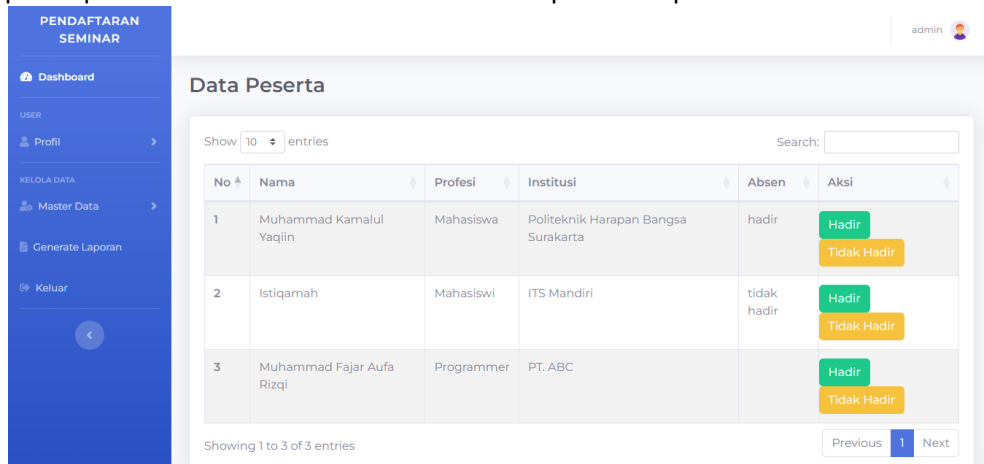 PENDAFTARAN
SEMINAR
admin
Dashboard
Data Peserta
USER
Profil
Show 10 entries
Search:
No Nama Profesi Institusi Absen Aksi
KELOLA DATA
Master Data
1 Muhammad Kamalul Mahasiswa Politeknik Harapan Bangsa hadir Hadir
Yaqiin Surakarta Tidak Hadir
Generate Laporan
Keluar
2 Istiqamah Mahasiswi ITS Mandiri tidak Hadir
hadir Tidak Hadir
3 Muhammad Fajar Aufa Programmer PT. ABC Hadir
Rizqi Tidak Hadir
Showing 1 to 3 of 3 entries
Previous 1 Next